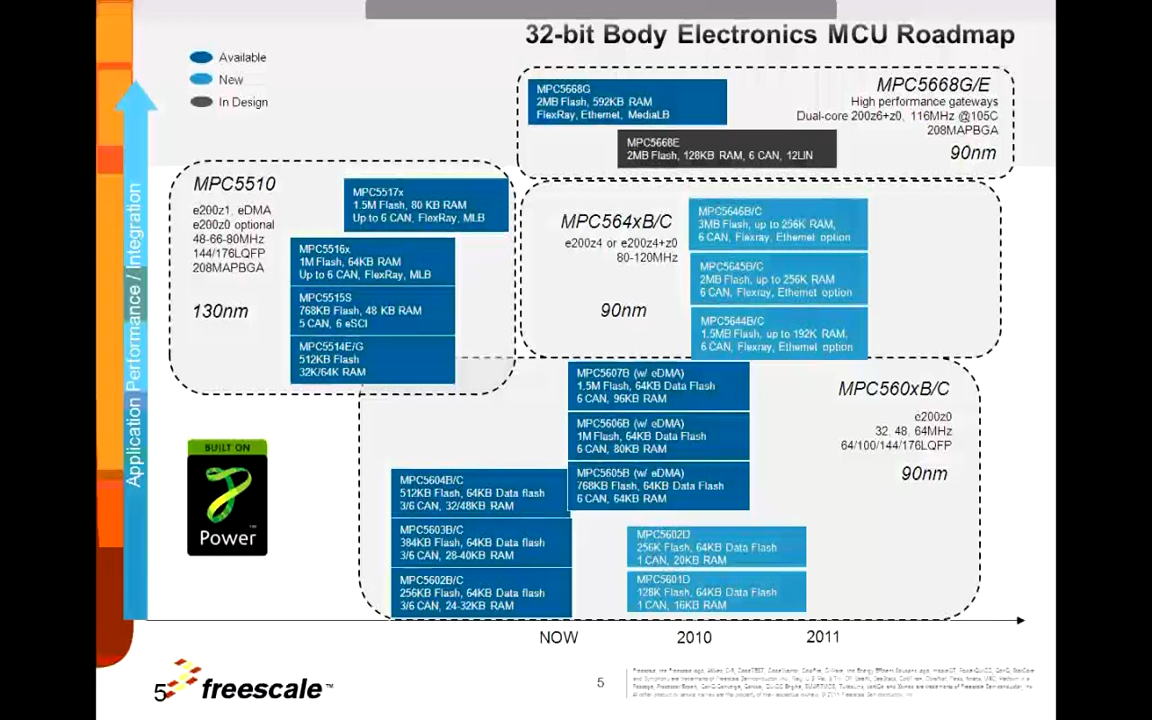 32-bit Body Electronics MCU Roadmap
Available
New
In Design
MPC5668G
2MB Flash, 592KB RAM
FlexRay, Ethernet, MediaLB
MPC5668E
2MB Flash, 128KB RAM, 6 CAN, 12LIN
MPC5668G/E
High performance gateways
Dual-core 200z6+z0, 116MHz @105C
208MAPBGA
90nm
MPC5510
e200z1, eDMA
e200z0 optional
48-66-80MHz
144/176LQFP
208MAPBGA
130nm
MPC5517x
1.5M Flash, 80 KB RAM
Up to 6 CAN, FlexRay, MLB
MPC5516x
1M Flash, 64KB RAM
Up to 6 CAN, FlexRay, MLB
MPC5515S
768KB Flash, 48 KB RAM
5 CAN, 6 eSCI
MPC5514E/G
512KB Flash
32K/64K RAM
MPC564xB/C
e200z4 or e200z4+z0
80-120MHz
90nm
MPC5646B/C
3MB Flash, up to 256K RAM,
6 CAN, Flexray, Ethernet option
MPC5645B/C
2MB Flash, up to 256K RAM
6 CAN, Flexray, Ethernet option
MPC5644B/C
1.5MB Flash, up to 192K RAM,
6 CAN, Flexray, Ethernet option
MPC5607B (w/ eDMA)
1.5M Flash, 64KB Data Flash
6 CAN, 96KB RAM
MPC5606B (w/ eDMA)
1M Flash, 64KB Data Flash
6 CAN, 80KB RAM
MPC5605B (w/ eDMA)
768KB Flash, 64KB Data Flash
6 CAN, 64KB RAM
MPC560xB/C
e200z0
32, 48, 64MHz
64/100/144/176LQFP
90nm
MPC5604B/C
512KB Flash, 64KB Data flash
3/6 CAN, 32/48KB RAM
MPC5603B/C
384KB Flash, 64KB Data flash
3/6 CAN, 28-40KB RAM
MPC5602B/C
256KB Flash, 64KB Data flash
3/6 CAN, 24-32KB RAM
MPC5602D
256K Flash, 64KB Data Flash
1 CAN, 20KB RAM
MPC5601D
128K Flash, 64KB Data Flash
1 CAN, 16KB RAM
Application Performance / Integration
BUILT ON
Power™
NOW
2010
2011
5
freescale™
5